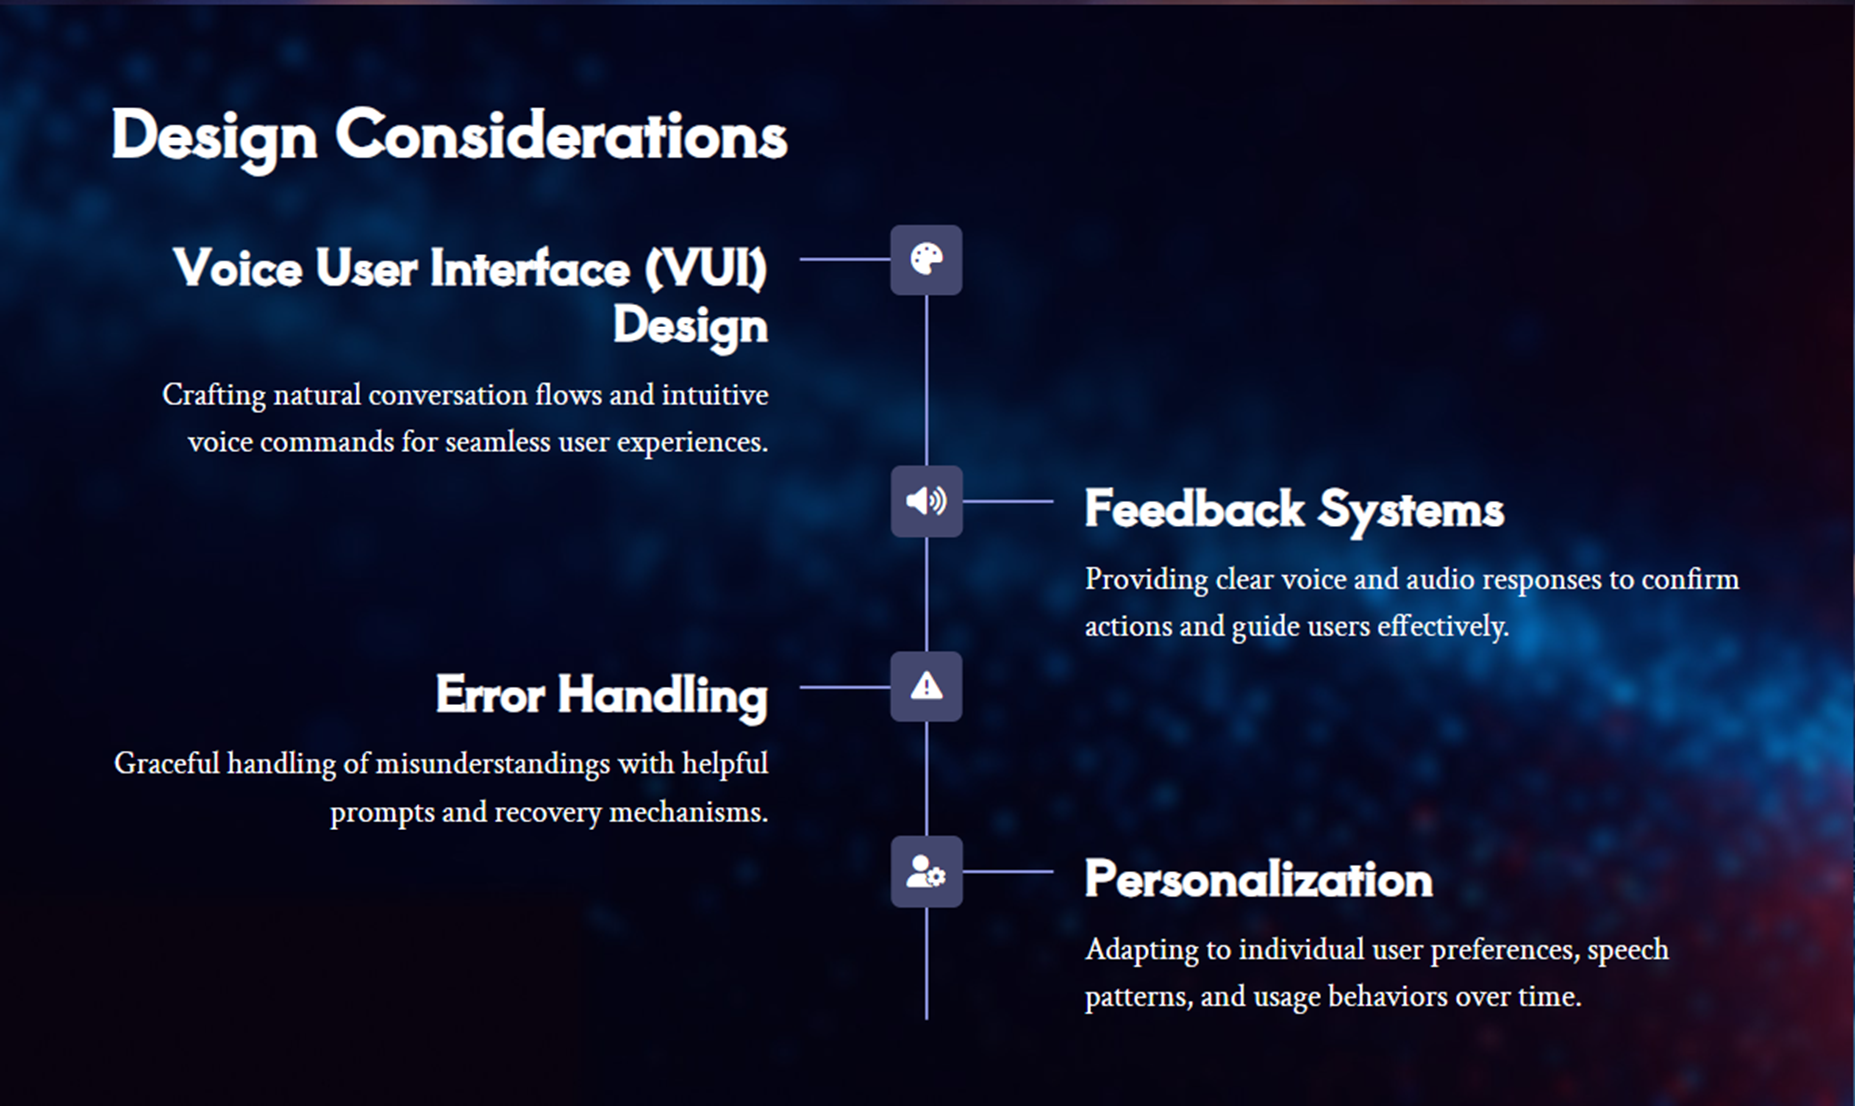 Design Considerations
Voice User Interface (VUI)
Design
Crafting natural conversation flows and intuitive
voice commands for seamless user experiences.
Feedback Systems
Providing clear voice and audio responses to confirm
actions and guide users effectively.
Error Handling
Graceful handling of misunderstandings with helpful
prompts and recovery mechanisms.
Personalization
Adapting to individual user preferences, speech
patterns, and usage behaviors over time.